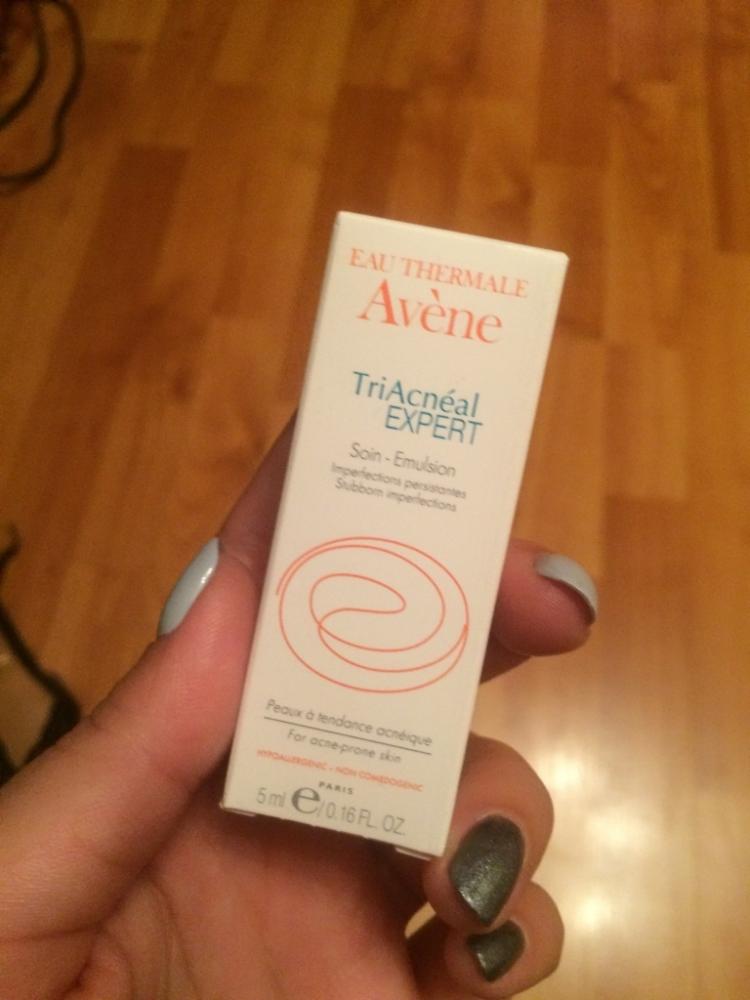 EAU THERMALE
Avène
TriAcnéal
EXPERT
Soin - Emulsion
Imperfections persistantes
Stubborn imperfections
Peaux à tendance acnéique
For acne-prone skin
HYPOALLERGENIC - NON COMEDOGENIC
PARIS
5 ml e / 0.16 FL. OZ.